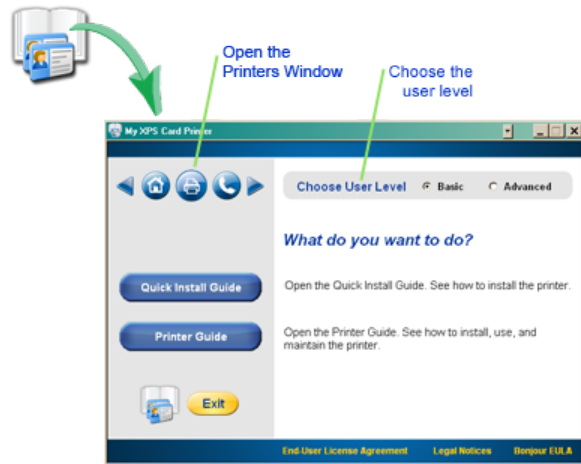 Open the
Printers Window
Choose the
user level
My XPS Card Printer
Choose User Level Basic Advanced
What do you want to do?
Quick Install Guide
Open the Quick Install Guide. See how to install the printer.
Printer Guide
Open the Printer Guide. See how to install, use, and
maintain the printer.
Exit
End-User License Agreement Legal Notices Bonjour EULA